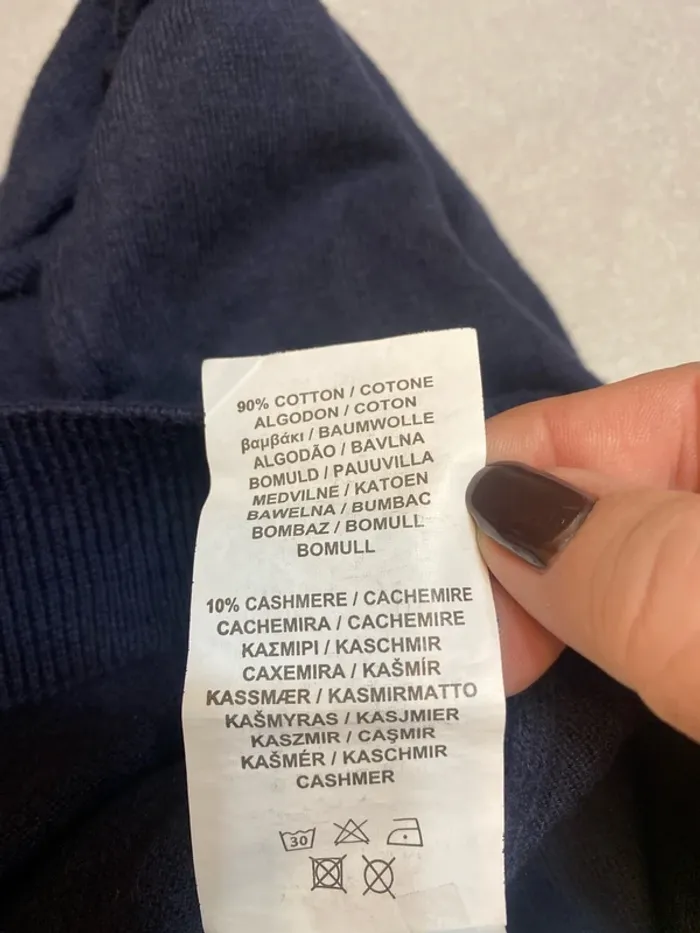 90% COTTON / COTONE
ALGODON / COTON
βαμβάκι / BAUMWOLLE
ALGODÃO / BAVLNA
BOMULD / PAUUVILLA
MEDVILNĖ / KATOEN
BAWELNA / BUMBAC
BOMBAZ / BOMULL
BOMULL
10% CASHMERE / CACHEMIRE
CACHEMIRA / CACHEMIRE
ΚΑΣΜΙΡΙ / KASCHMIR
CAXEMIRA / KAŠMÍR
KASSMÆR / KASMIRMATTO
KAŠMYRAS / KASJMIER
KASZMIR / CAŞMIR
KAŠMÉR / KASCHMIR
CASHMER
30